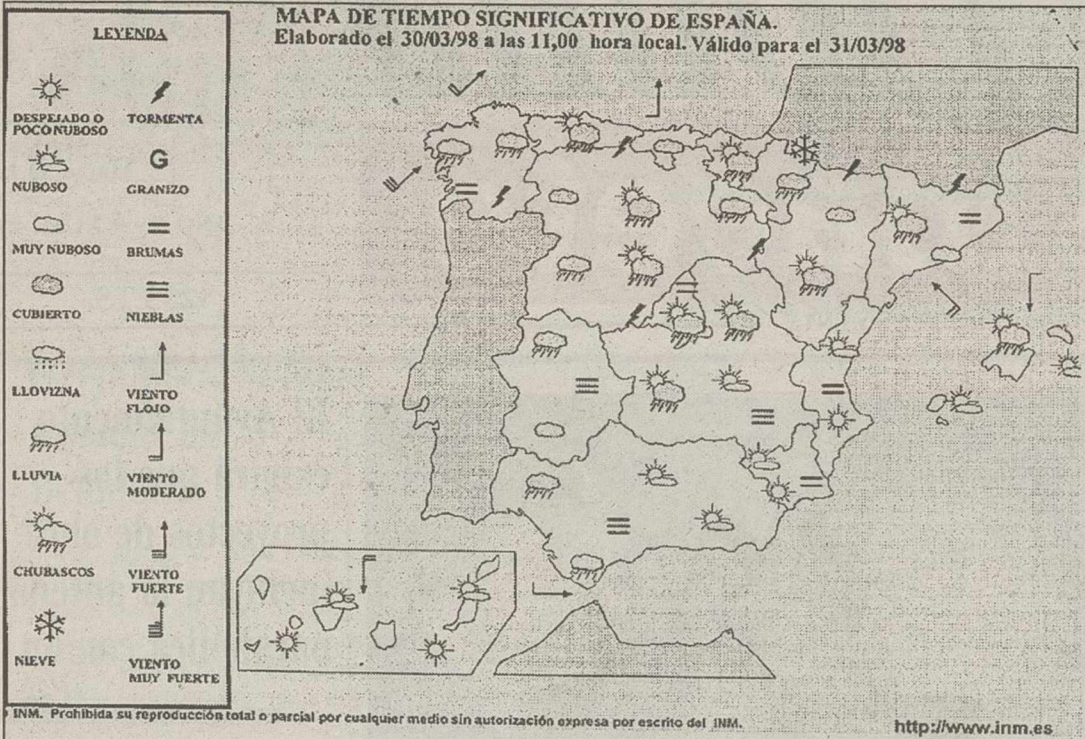 MAPA DE TIEMPO SIGNIFICATIVO DE ESPAÑA.
Elaborado el 30/03/98 a las 11,00 hora local. Válido para el 31/03/98
LEYENDA
DESPEJADO O
POCO NUBOSO
TORMENTA
G
NUBOSO
GRANIZO
MUY NUBOSO
BRUMAS
CUBIERTO
NIEBLAS
LLOVIZNA
VIENTO
FLOJO
LLUVIA
VIENTO
MODERADO
CHUBASCOS
VIENTO
FUERTE
NIEVE
VIENTO
MUY FUERTE
INM. Prohibida su reproducción total o parcial por cualquier medio sin autorización expresa por escrito del INM.
http://www.inm.es